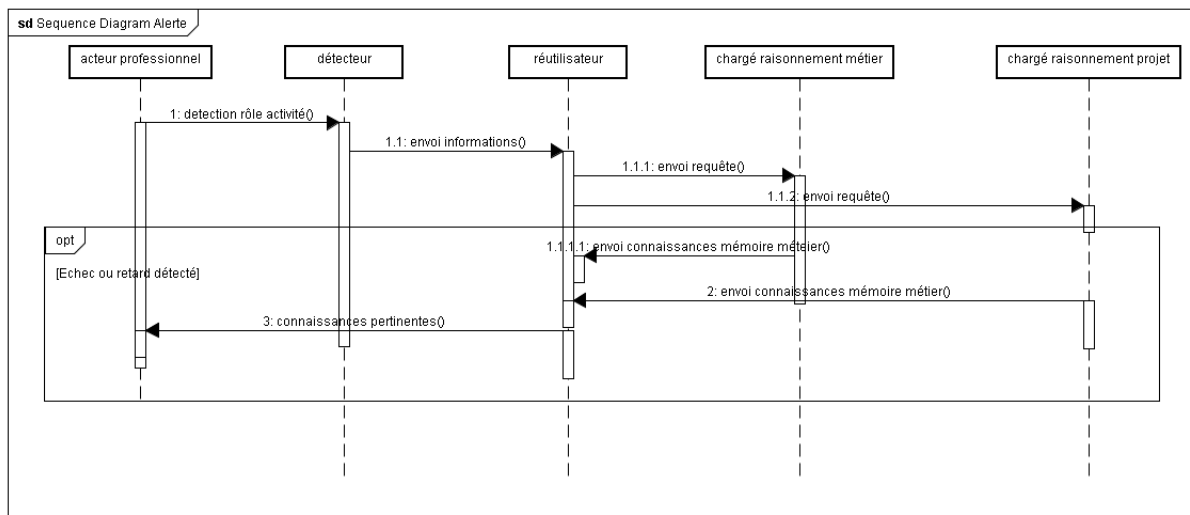 sd Sequence Diagram Alerte
acteur professionnel
détecteur
réutilisateur
chargé raisonnement métier
chargé raisonnement projet
1: detection rôle activité()
1.1: envoi informations()
1.1.1: envoi requête()
1.1.2: envoi requête()
opt
1.1.1.1: envoi connaissances mémoire méteier()
[Echec ou retard détecté]
2: envoi connaissances mémoire métier()
3: connaissances pertinentes()